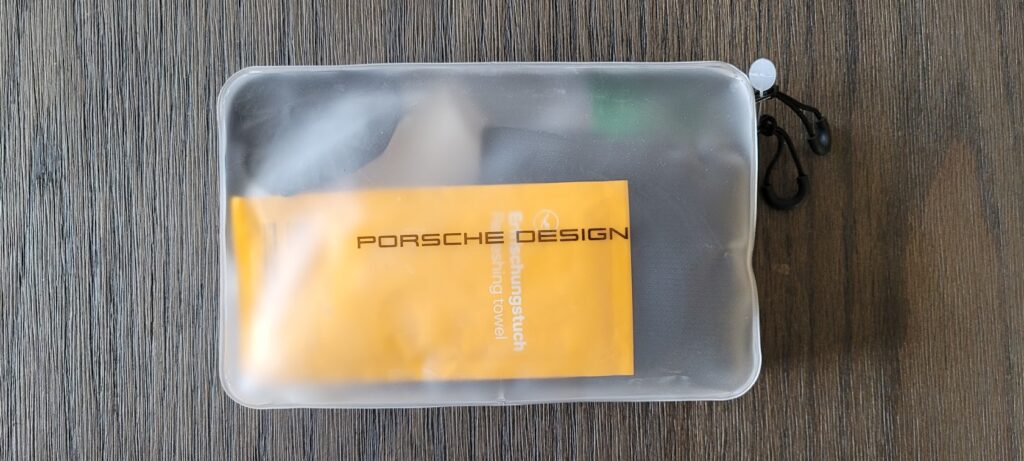 PORSCHE DESIGN
Erfrischungstuch
Refreshing towel